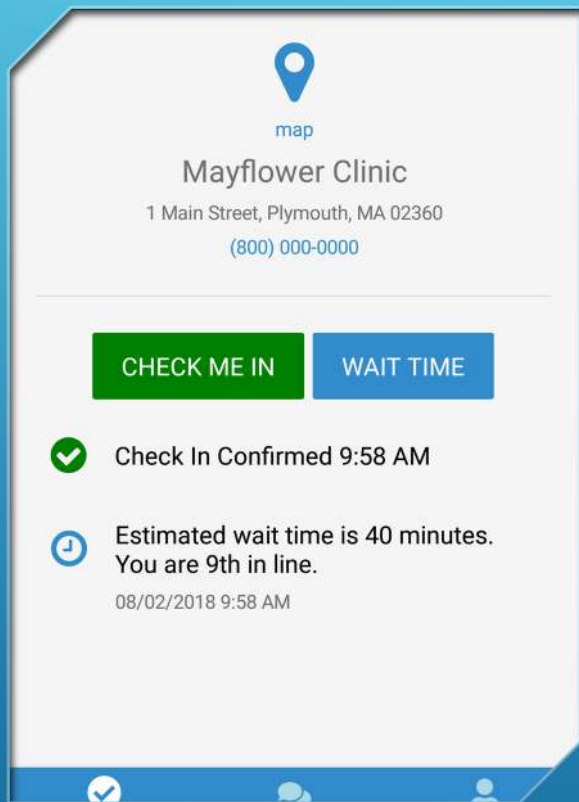 map
Mayflower Clinic
1 Main Street, Plymouth, MA 02360
(800) 000-0000
CHECK ME IN
WAIT TIME
Check In Confirmed 9:58 AM
Estimated wait time is 40 minutes.
You are 9th in line.
08/02/2018 9:58 AM